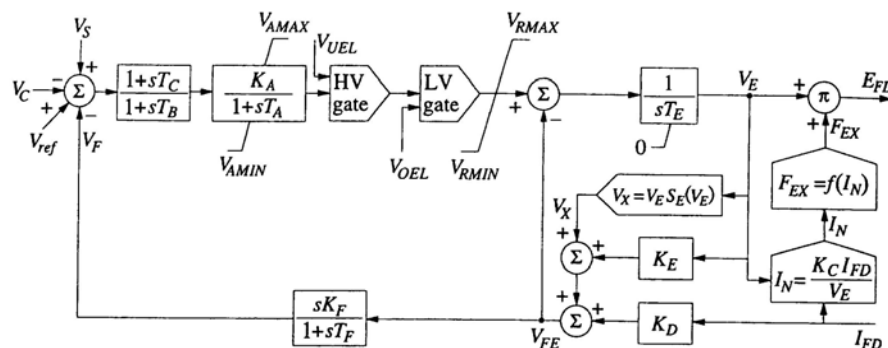 V_S
V_AMAX
V_UEL
V_RMAX
V_C
Σ
1+sT_C
1+sT_B
K_A
1+sT_A
HV
gate
LV
gate
Σ
1
sT_E
V_E
π
E_FD
V_ref
V_F
V_AMIN
V_OEL
V_RMIN
0
F_EX
F_EX=f(I_N)
V_X=V_E S_E(V_E)
V_X
I_N
Σ
K_E
I_N=
K_C I_FD
V_E
sK_F
1+sT_F
V_FE
Σ
K_D
I_FD